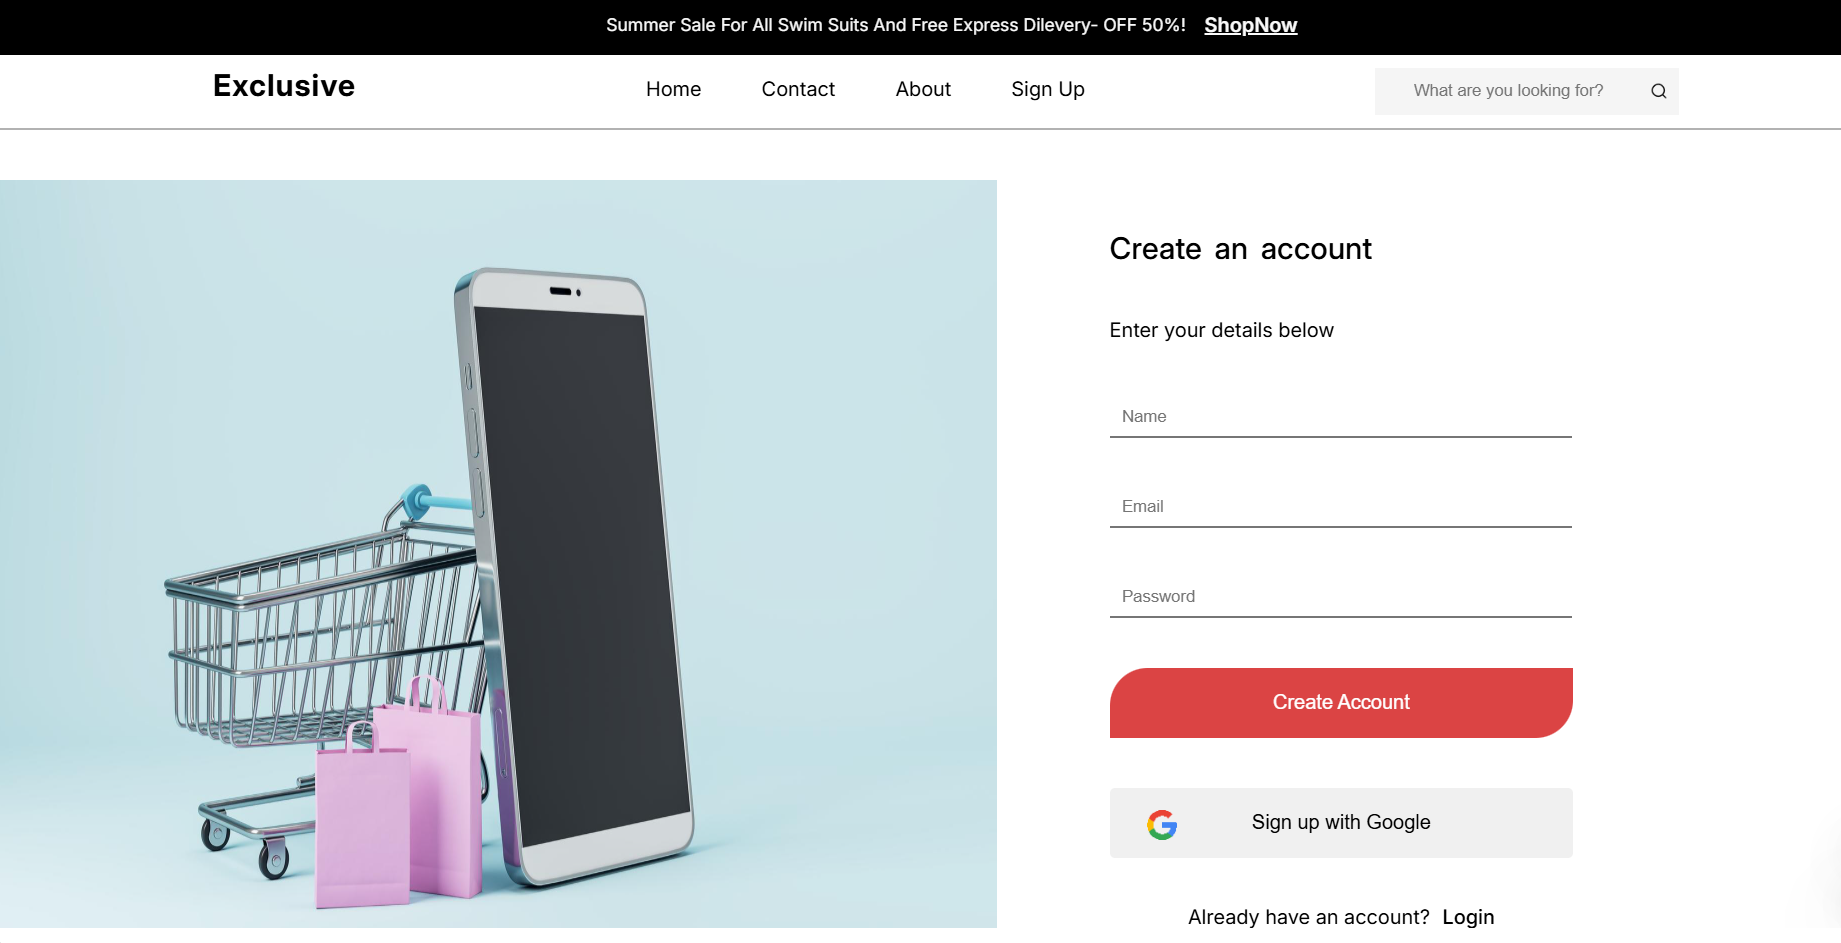 Summer Sale For All Swim Suits And Free Express Dilevery- OFF 50%! ShopNow
Exclusive
Home
Contact
About
Sign Up
What are you looking for?
Create an account
Enter your details below
Name
Email
Password
Create Account
Sign up with Google
Already have an account? Login